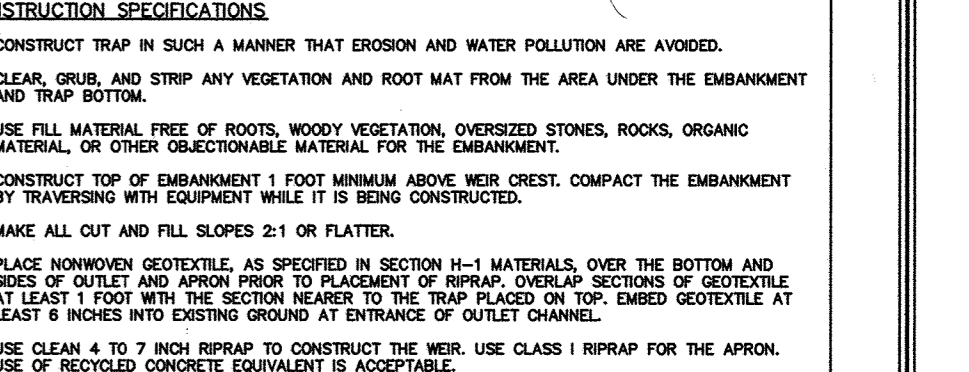 NSTRUCTION SPECIFICATIONS
CONSTRUCT TRAP IN SUCH A MANNER THAT EROSION AND WATER POLLUTION ARE AVOIDED.
CLEAR, GRUB, AND STRIP ANY VEGETATION AND ROOT MAT FROM THE AREA UNDER THE EMBANKMENT
AND TRAP BOTTOM.
USE FILL MATERIAL FREE OF ROOTS, WOODY VEGETATION, OVERSIZED STONES, ROCKS, ORGANIC
MATERIAL, OR OTHER OBJECTIONABLE MATERIAL FOR THE EMBANKMENT.
CONSTRUCT TOP OF EMBANKMENT 1 FOOT MINIMUM ABOVE WEIR CREST. COMPACT THE EMBANKMENT
BY TRAVERSING WITH EQUIPMENT WHILE IT IS BEING CONSTRUCTED.
MAKE ALL CUT AND FILL SLOPES 2:1 OR FLATTER.
PLACE NONWOVEN GEOTEXTILE, AS SPECIFIED IN SECTION H-1 MATERIALS, OVER THE BOTTOM AND
SIDES OF OUTLET AND APRON PRIOR TO PLACEMENT OF RIPRAP. OVERLAP SECTIONS OF GEOTEXTILE
AT LEAST 1 FOOT WITH THE SECTION NEARER TO THE TRAP PLACED ON TOP. EMBED GEOTEXTILE AT
LEAST 6 INCHES INTO EXISTING GROUND AT ENTRANCE OF OUTLET CHANNEL.
USE CLEAN 4 TO 7 INCH RIPRAP TO CONSTRUCT THE WEIR. USE CLASS I RIPRAP FOR THE APRON.
USE OF RECYCLED CONCRETE EQUIVALENT IS ACCEPTABLE.